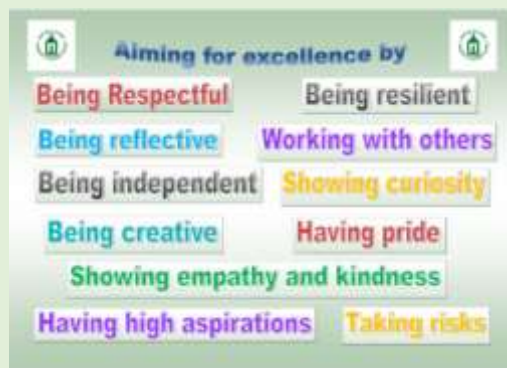 Aiming for excellence by
Being Respectful Being resilient
Being reflective Working with others
Being independent Showing curiosity
Being creative Having pride
Showing empathy and kindness
Having high aspirations Taking risks